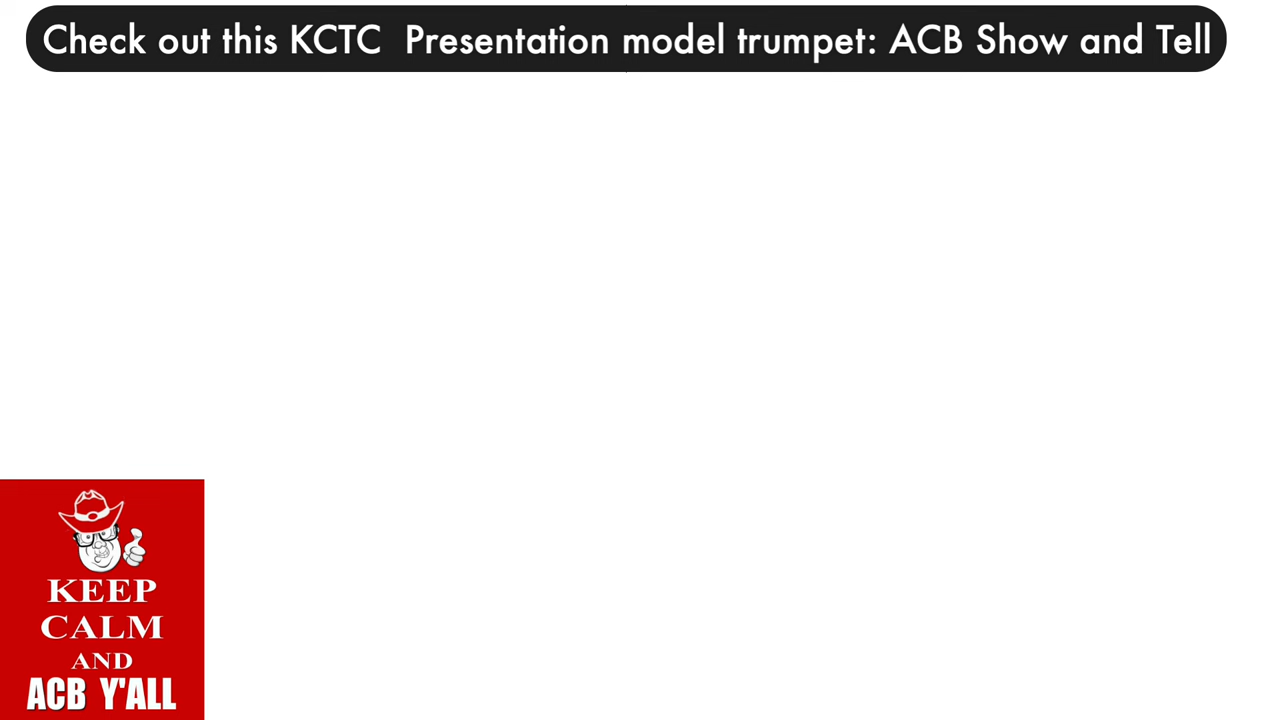 Check out this KCTC  Presentation model trumpet: ACB Show and Tell
KEEP
CALM
AND
ACB Y'ALL